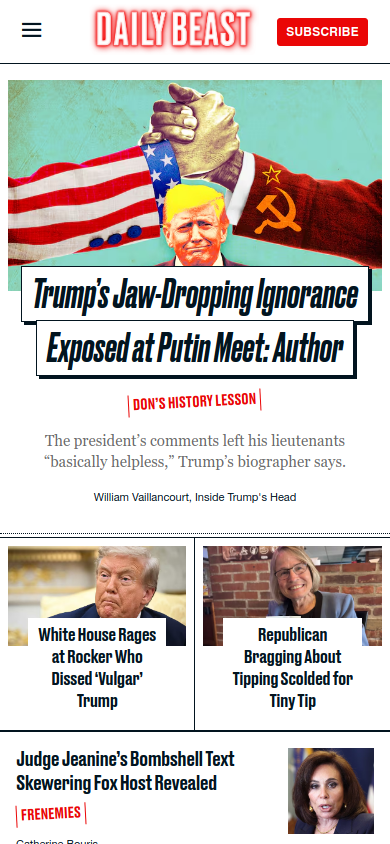 DAILY BEAST
SUBSCRIBE
Trump’s Jaw-Dropping Ignorance
Exposed at Putin Meet: Author
DON’S HISTORY LESSON
The president’s comments left his lieutenants
“basically helpless,” Trump’s biographer says.
William Vaillancourt, Inside Trump's Head
White House Rages
at Rocker Who
Dissed ‘Vulgar’
Trump
Republican
Bragging About
Tipping Scolded for
Tiny Tip
Judge Jeanine’s Bombshell Text
Skewering Fox Host Revealed
FRENEMIES